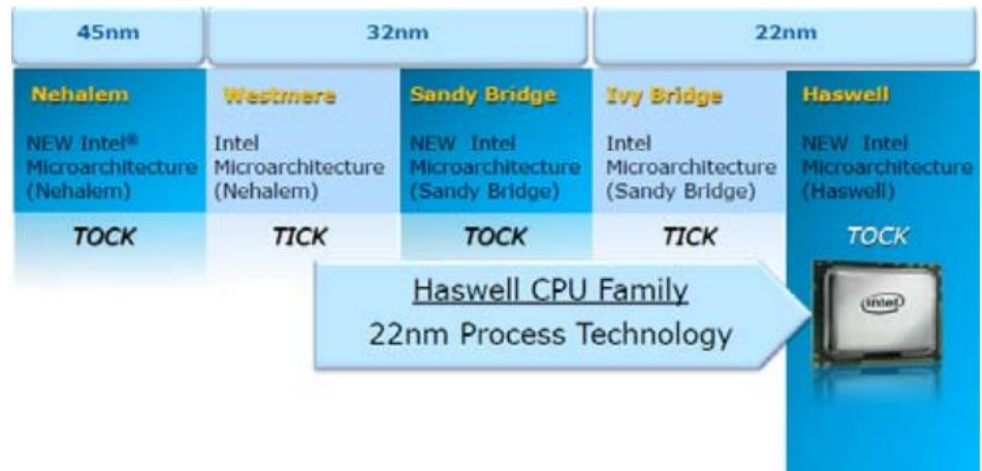 45nm
32nm
22nm
Nehalem
NEW Intel®
Microarchitecture
(Nehalem)
TOCK
Westmere
Intel
Microarchitecture
(Nehalem)
TICK
Sandy Bridge
NEW Intel
Microarchitecture
(Sandy Bridge)
TOCK
Ivy Bridge
Intel
Microarchitecture
(Sandy Bridge)
TICK
Haswell
NEW Intel
Microarchitecture
(Haswell)
TOCK
Haswell CPU Family
22nm Process Technology
(intel)